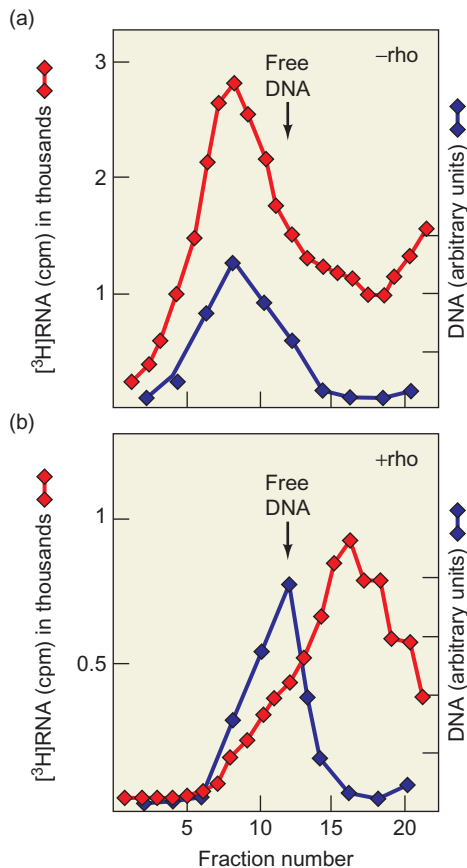 (a)
[³H]RNA (cpm) in thousands
3
2
1
Free
DNA
–rho
DNA (arbitrary units)
(b)
[³H]RNA (cpm) in thousands
1
0.5
Free
DNA
+rho
DNA (arbitrary units)
5 10 15 20
Fraction number